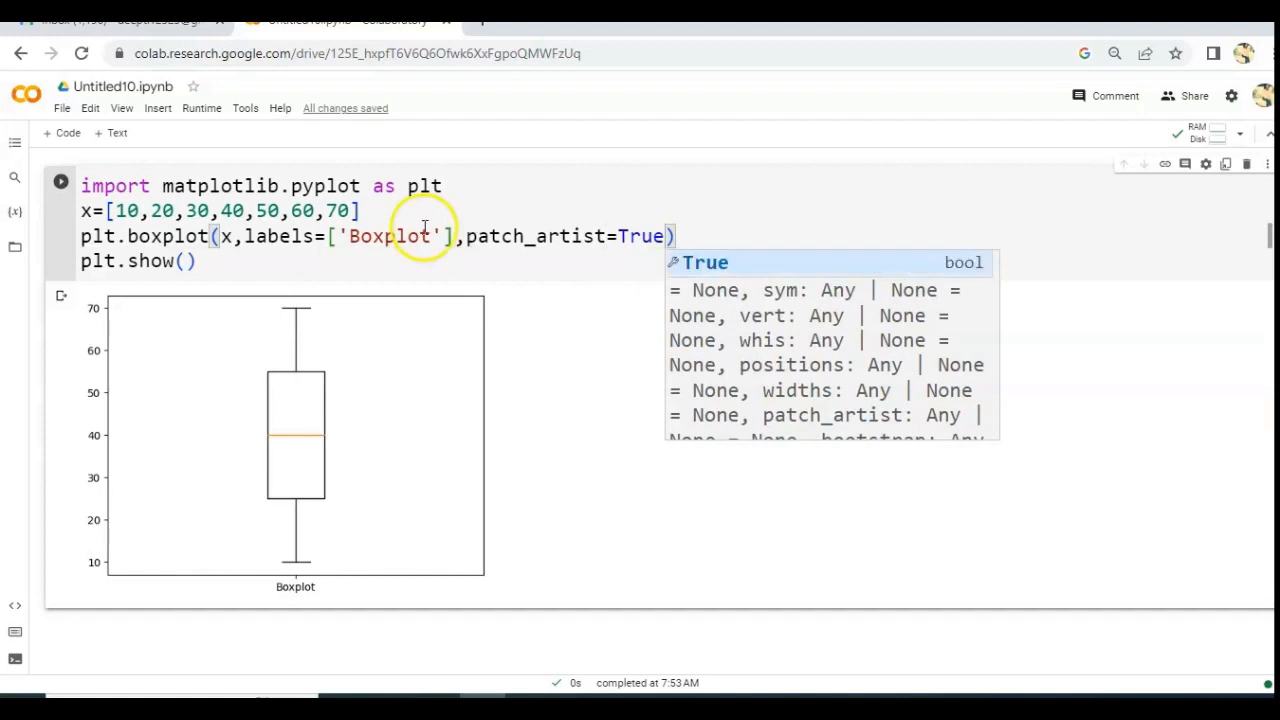 colab.research.google.com/drive/125E_hxpfT6V6Q6Ofwk6XxFgpoQMWFzUq
Untitled10.ipynb
File Edit View Insert Runtime Tools Help All changes saved
Comment Share
RAM
Disk
+ Code + Text
import matplotlib.pyplot as plt
x=[10,20,30,40,50,60,70]
plt.boxplot(x,labels=['Boxplot'],patch_artist=True)
plt.show()
True bool
= None, sym: Any | None =
None, vert: Any | None =
None, whis: Any | None =
None, positions: Any | None
= None, widths: Any | None
= None, patch_artist: Any |
None = None, bootstrap: Any
70
60
50
40
30
20
10
Boxplot
0s completed at 7:53 AM